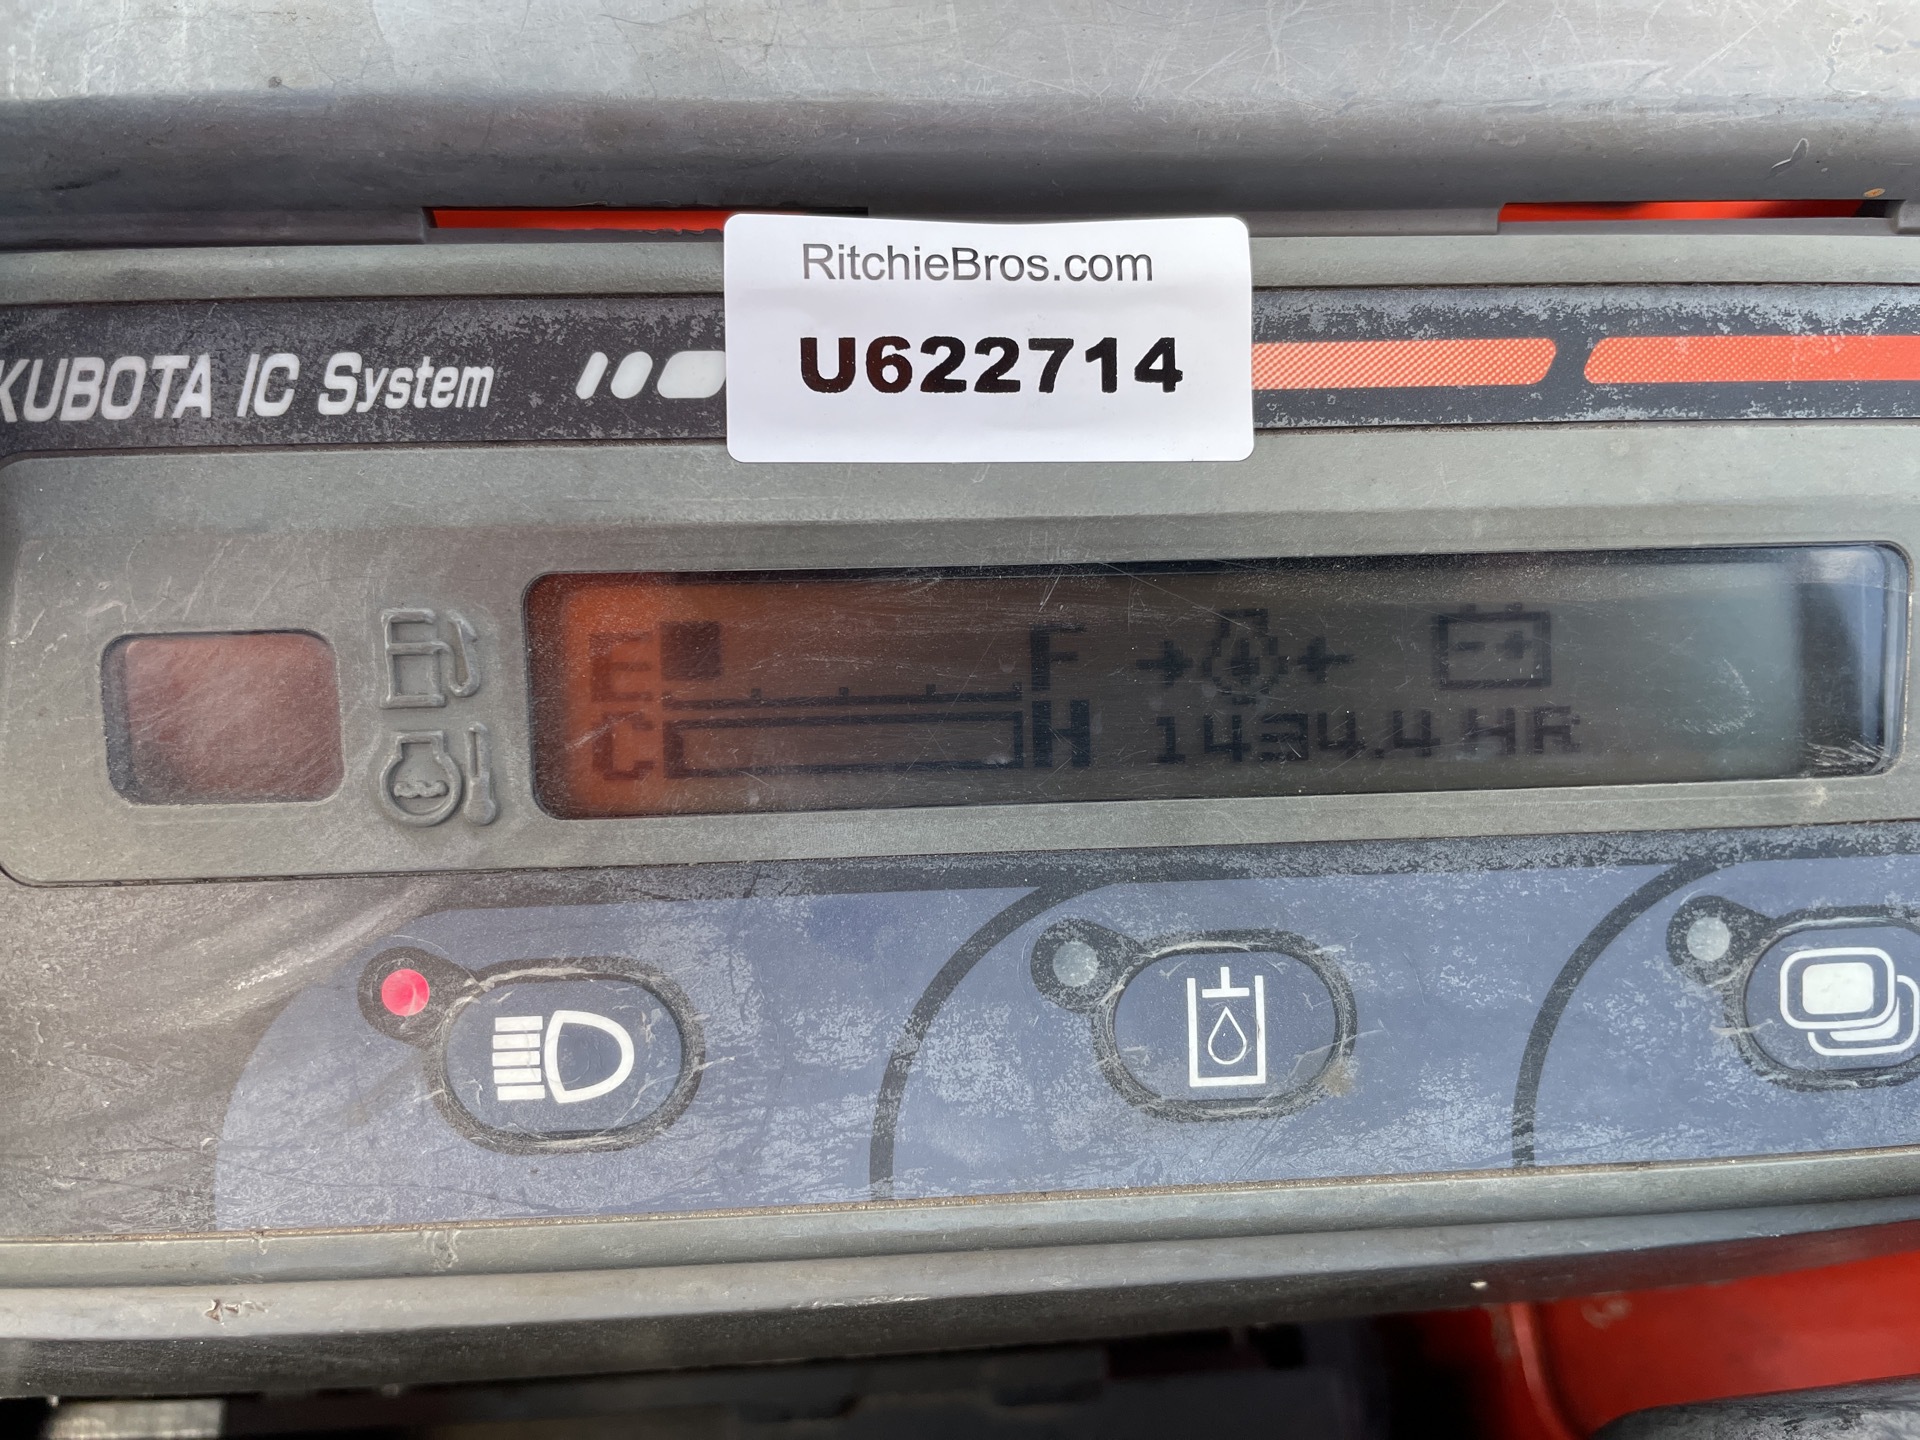 RitchieBros.com
U622714
KUBOTA IC System
E F
C H 1434.4 HR